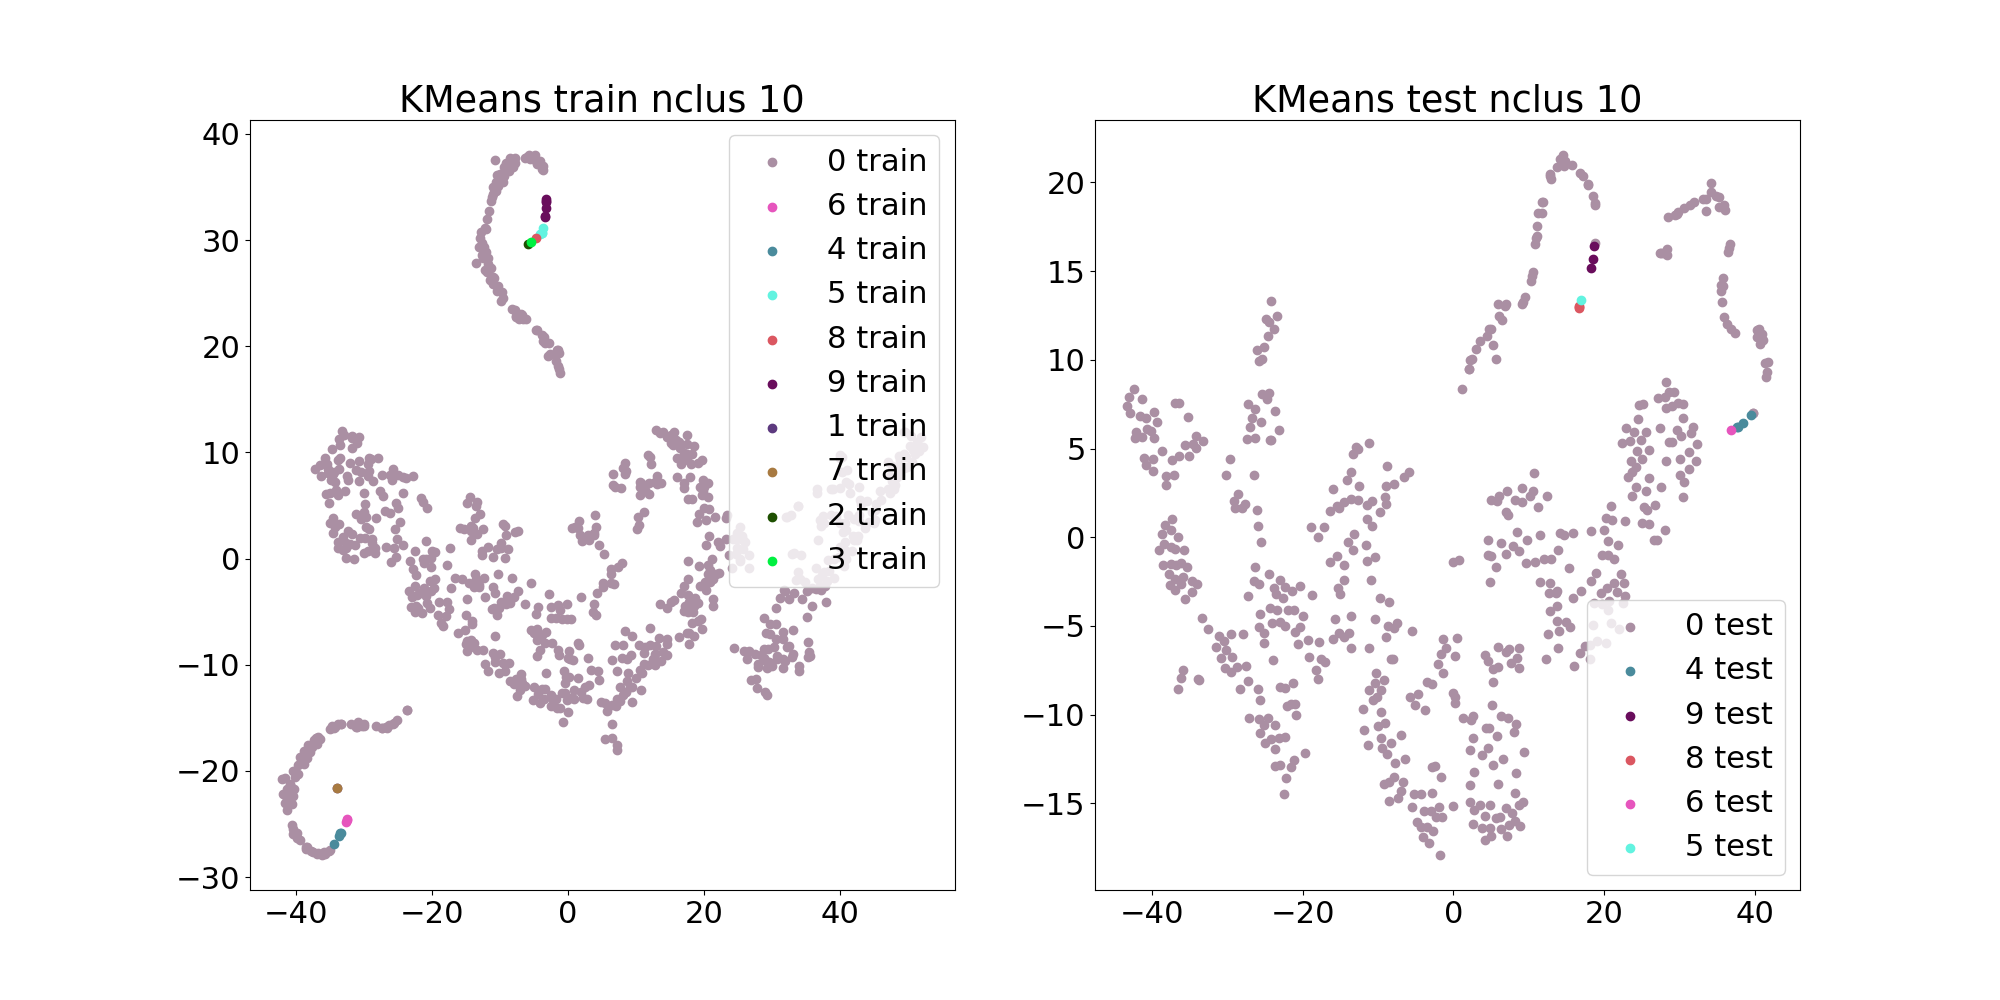 KMeans train nclus 10
40
30
20
10
0
−10
−20
−30
−40
−20
0
20
40
0 train
6 train
4 train
5 train
8 train
9 train
1 train
7 train
2 train
3 train
KMeans test nclus 10
20
15
10
5
0
−5
−10
−15
−40
−20
0
20
40
0 test
4 test
9 test
8 test
6 test
5 test